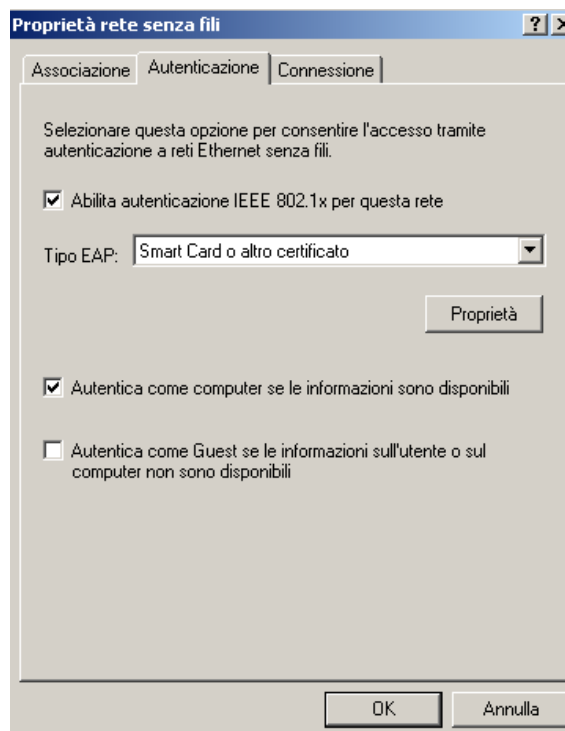 Proprietà rete senza fili
Associazione Autenticazione Connessione
Selezionare questa opzione per consentire l'accesso tramite
autenticazione a reti Ethernet senza fili.
Abilita autenticazione IEEE 802.1x per questa rete
Tipo EAP: Smart Card o altro certificato
Proprietà
Autentica come computer se le informazioni sono disponibili
Autentica come Guest se le informazioni sull'utente o sul
computer non sono disponibili
OK Annulla